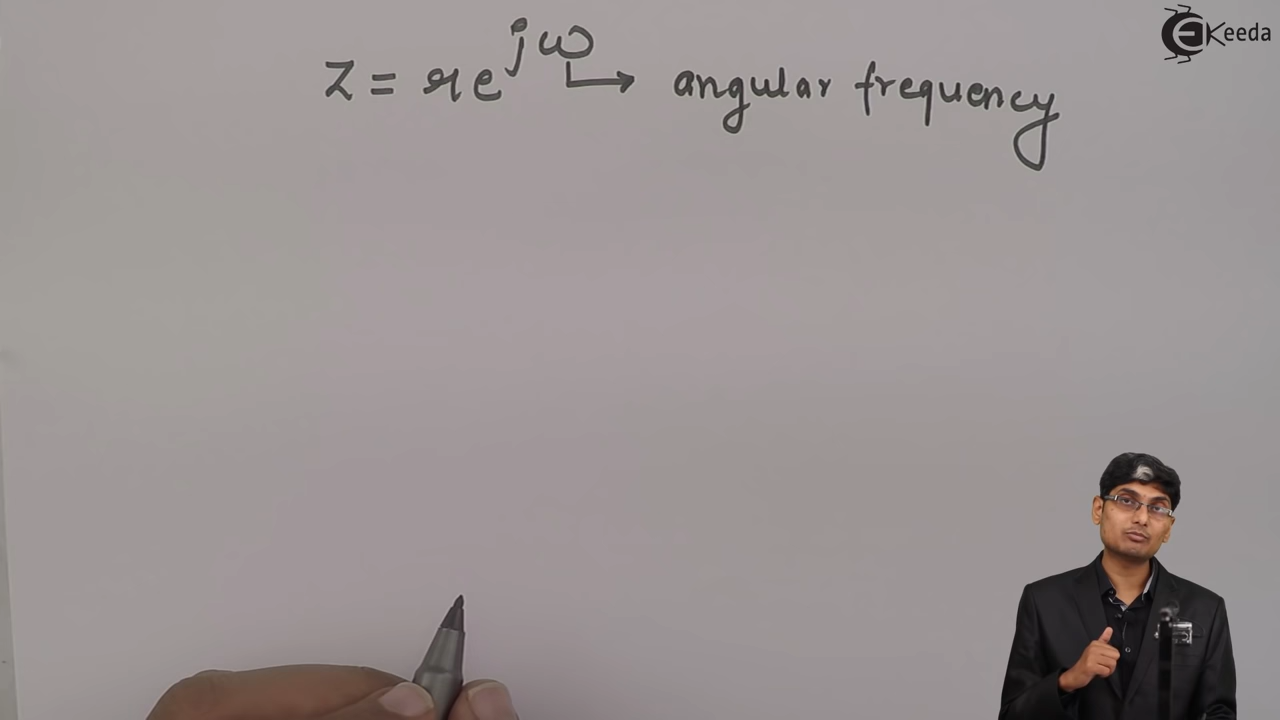 z = re^jω → angular frequency
EKeeda